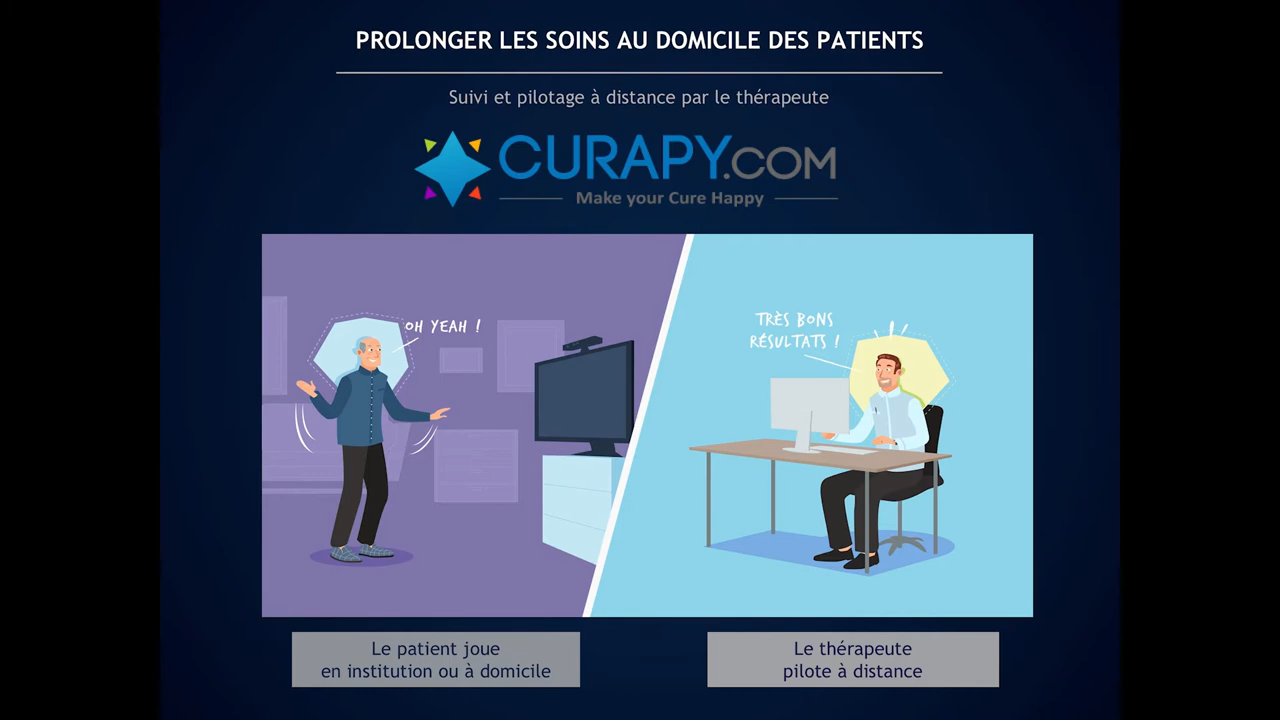 PROLONGER LES SOINS AU DOMICILE DES PATIENTS
Suivi et pilotage à distance par le thérapeute
CURAPY.COM
Make your Cure Happy
OH YEAH !
TRÈS BONS
RÉSULTATS !
Le patient joue
en institution ou à domicile
Le thérapeute
pilote à distance